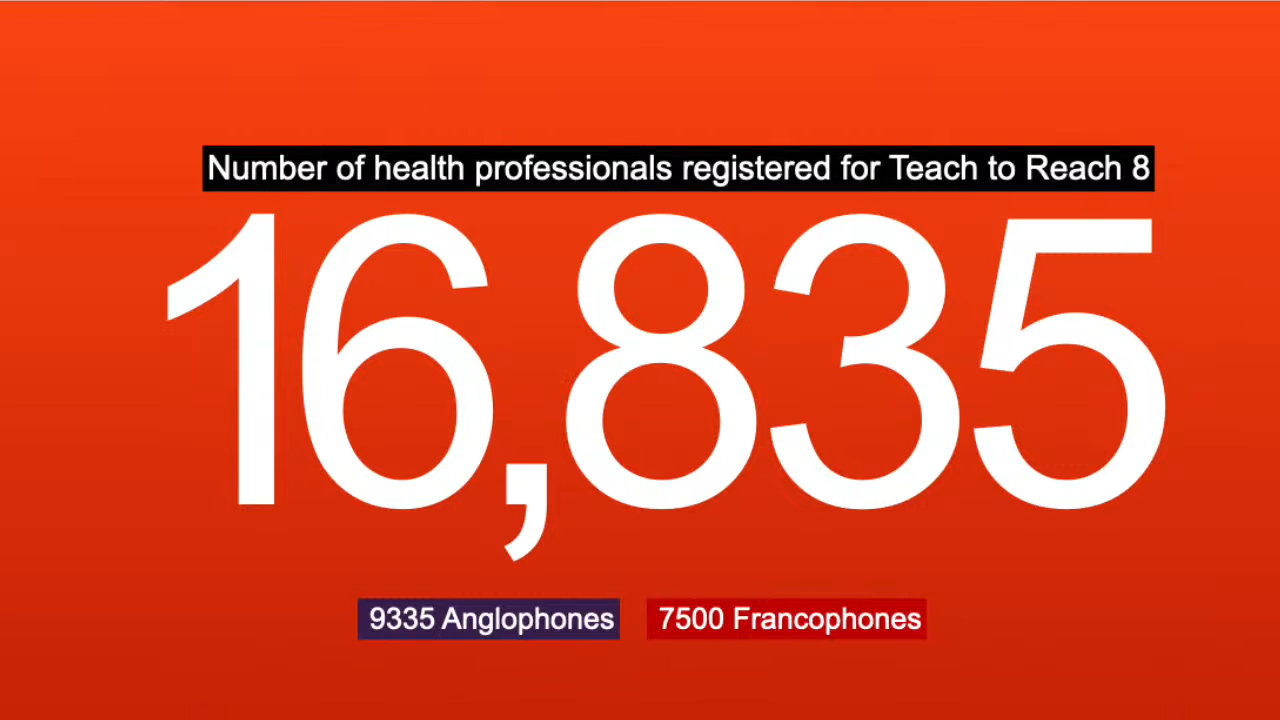 Number of health professionals registered for Teach to Reach 8
16,835
9335 Anglophones 7500 Francophones